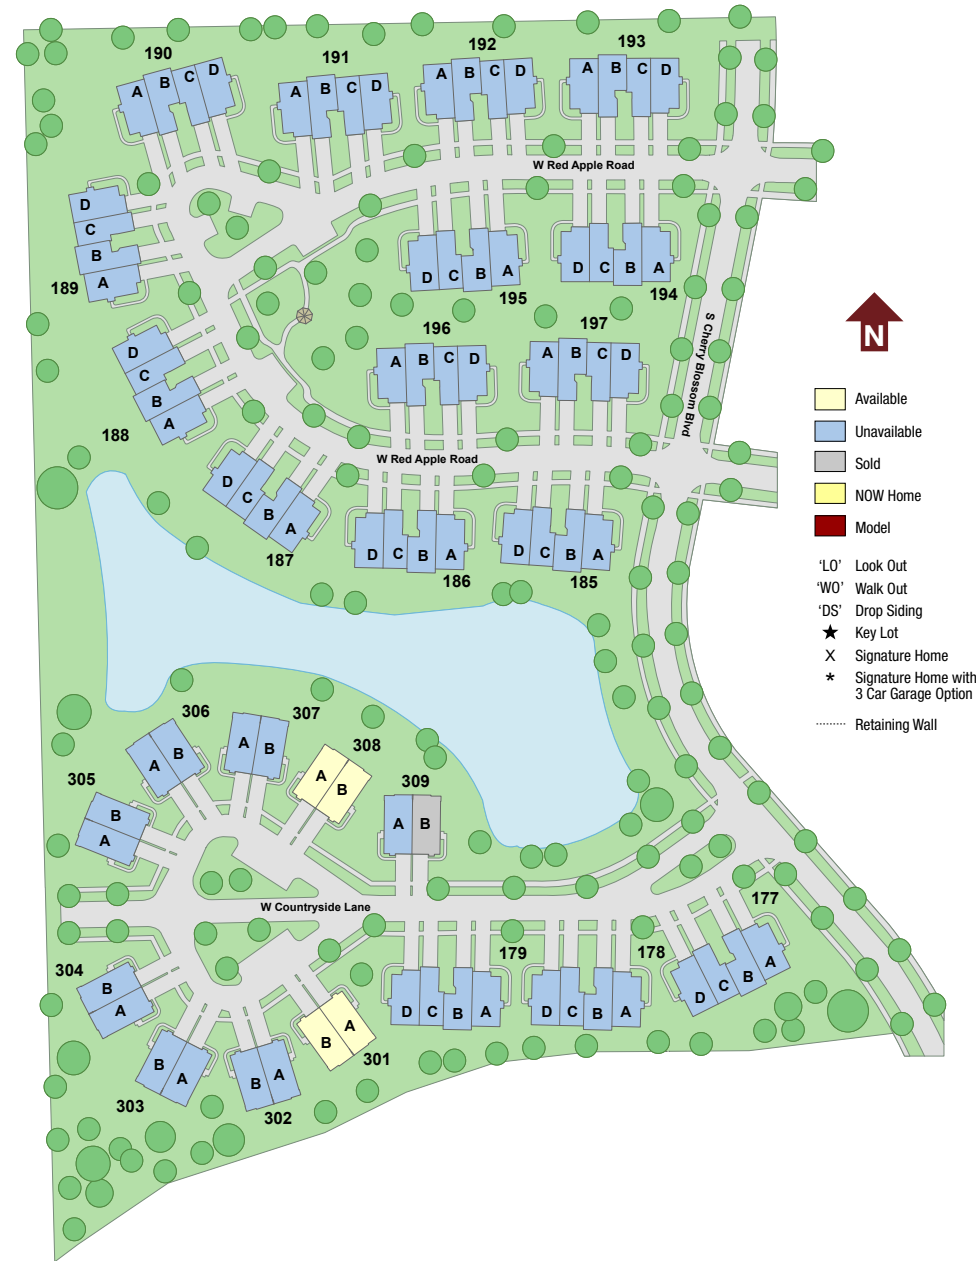 190
191
192
193
A B C D
A B C D
A B C D
A B C D
W Red Apple Road
D
C
B
A
189
D C B A
195
D C B A
194
S Cherry Blossom Blvd
N
196
197
A B C D
A B C D
D
C
B
A
188
W Red Apple Road
D
C
B
A
187
D C B A
186
D C B A
185
Available
Unavailable
Sold
NOW Home
Model
‘LO’ Look Out
‘WO’ Walk Out
‘DS’ Drop Siding
★ Key Lot
X Signature Home
* Signature Home with
3 Car Garage Option
Retaining Wall
306
A B
307
A B
308
A
B
305
B
A
309
A B
W Countryside Lane
177
D C B A
178
179
D C B A
D C B A
304
B
A
303
B A
302
B A
301
A
B